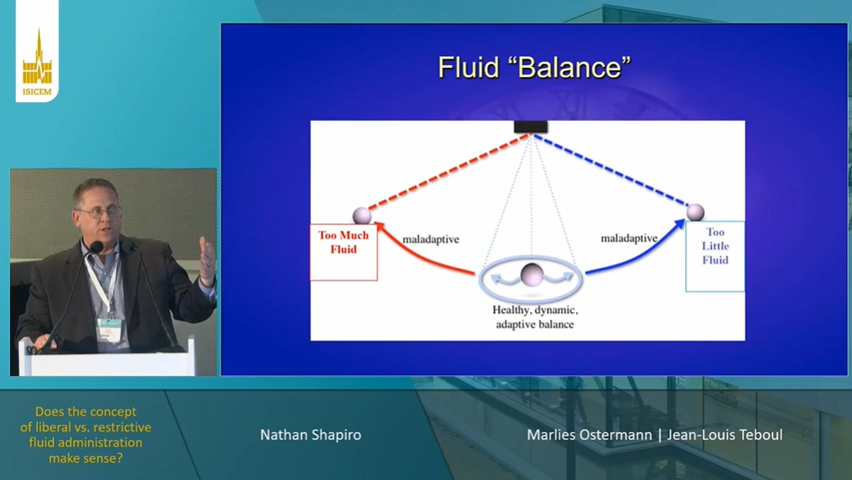 ISICEM
Fluid “Balance”
Too Much
Fluid
maladaptive
maladaptive
Too
Little
Fluid
Healthy, dynamic,
adaptive balance
Does the concept
of liberal vs. restrictive
fluid administration
make sense?
Nathan Shapiro
Marlies Ostermann | Jean-Louis Teboul